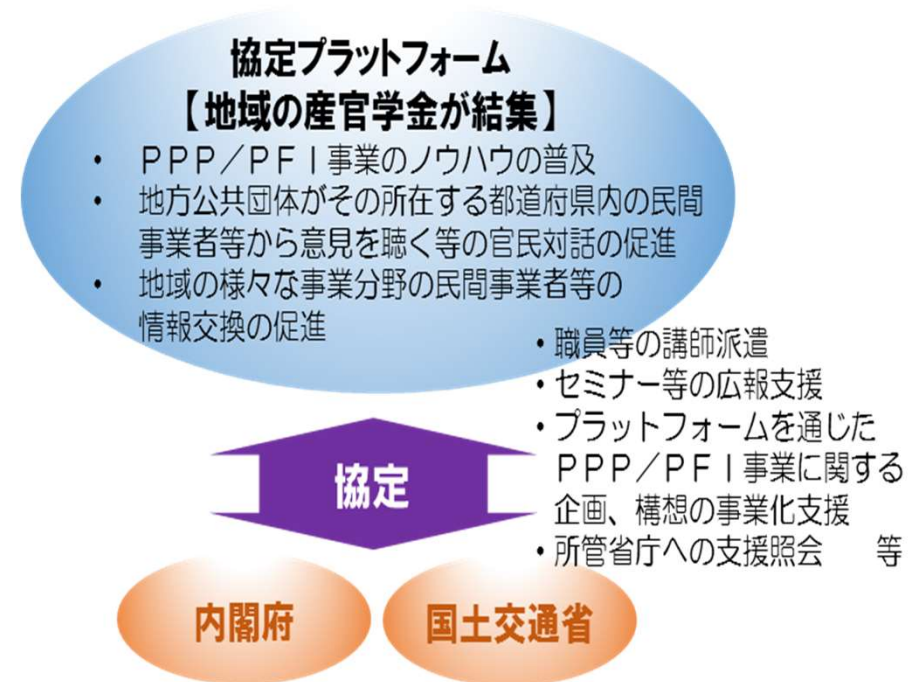 協定プラットフォーム
【地域の産官学金が結集】
・ ＰＰＰ／ＰＦＩ事業のノウハウの普及
・ 地方公共団体がその所在する都道府県内の民間
事業者等から意見を聴く等の官民対話の促進
・ 地域の様々な事業分野の民間事業者等の
情報交換の促進
・職員等の講師派遣
・セミナー等の広報支援
・プラットフォームを通じた
ＰＰＰ／ＰＦＩ事業に関する
企画、構想の事業化支援
・所管省庁への支援照会　等
協定
内閣府
国土交通省